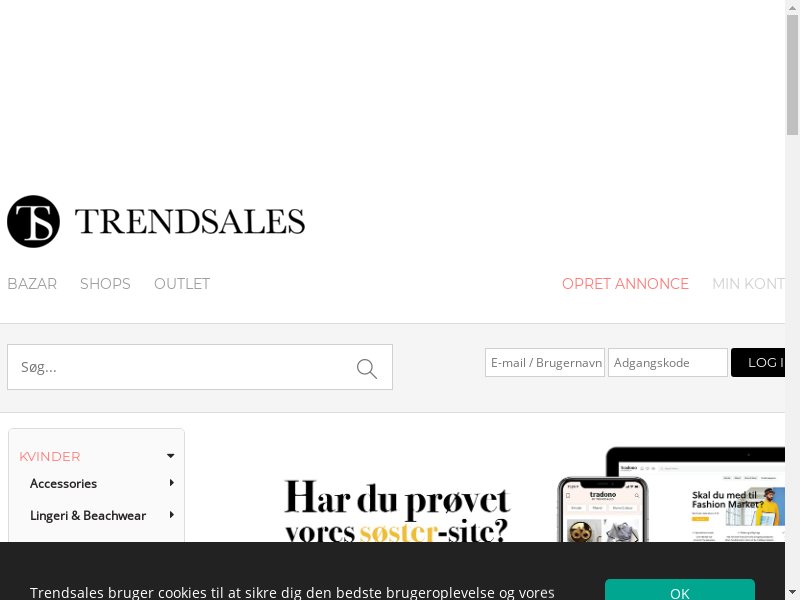 TS TRENDSALES
BAZAR SHOPS OUTLET OPRET ANNONCE MIN KONT
Søg... E-mail / Brugernavn Adgangskode LOG I
KVINDER
Accessories
Lingeri & Beachwear
Har du prøvet
vores søster-site?
tradono
Skal du med til
Fashion Market?
Trendsales bruger cookies til at sikre dig den bedste brugeroplevelse og vores OK